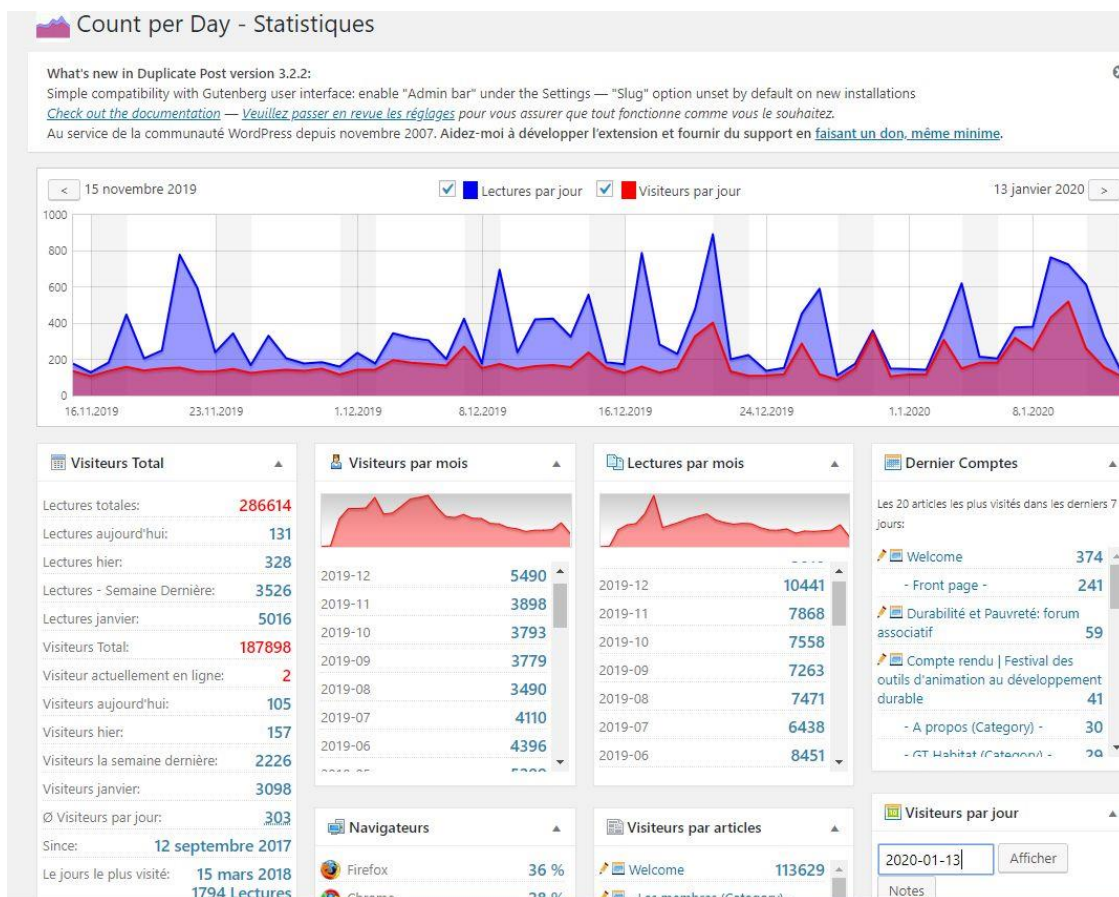 Count per Day - Statistiques
What's new in Duplicate Post version 3.2.2:
Simple compatibility with Gutenberg user interface: enable "Admin bar" under the Settings — "Slug" option unset by default on new installations
Check out the documentation — Veuillez passer en revue les réglages pour vous assurer que tout fonctionne comme vous le souhaitez.
Au service de la communauté WordPress depuis novembre 2007. Aidez-moi à développer l'extension et fournir du support en faisant un don, même minime.
< 15 novembre 2019 Lectures par jour Visiteurs par jour 13 janvier 2020 >
1000
800
600
400
200
0
16.11.2019 23.11.2019 1.12.2019 8.12.2019 16.12.2019 24.12.2019 1.1.2020 8.1.2020
Visiteurs Total
Lectures totales: 286614
Lectures aujourd'hui: 131
Lectures hier: 328
Lectures - Semaine Dernière: 3526
Lectures janvier: 5016
Visiteurs Total: 187898
Visiteur actuellement en ligne: 2
Visiteurs aujourd'hui: 105
Visiteurs hier: 157
Visiteurs la semaine dernière: 2226
Visiteurs janvier: 3098
Ø Visiteurs par jour: 303
Since: 12 septembre 2017
Le jours le plus visité: 15 mars 2018
1794 Lectures
Visiteurs par mois
2019-12 5490
2019-11 3898
2019-10 3793
2019-09 3779
2019-08 3490
2019-07 4110
2019-06 4396
Navigateurs
Firefox 36 %
Chrome
Lectures par mois
2019-12 10441
2019-11 7868
2019-10 7558
2019-09 7263
2019-08 7471
2019-07 6438
2019-06 8451
Visiteurs par articles
Welcome 113629
- Les membres (Category) -
Dernier Comptes
Les 20 articles les plus visités dans les derniers 7
jours:
Welcome 374
- Front page - 241
Durabilité et Pauvreté: forum
associatif 59
Compte rendu | Festival des
outils d'animation au développement
durable 41
- A propos (Category) - 30
- GT Habitat (Category) - 29
Visiteurs par jour
2020-01-13 Afficher
Notes